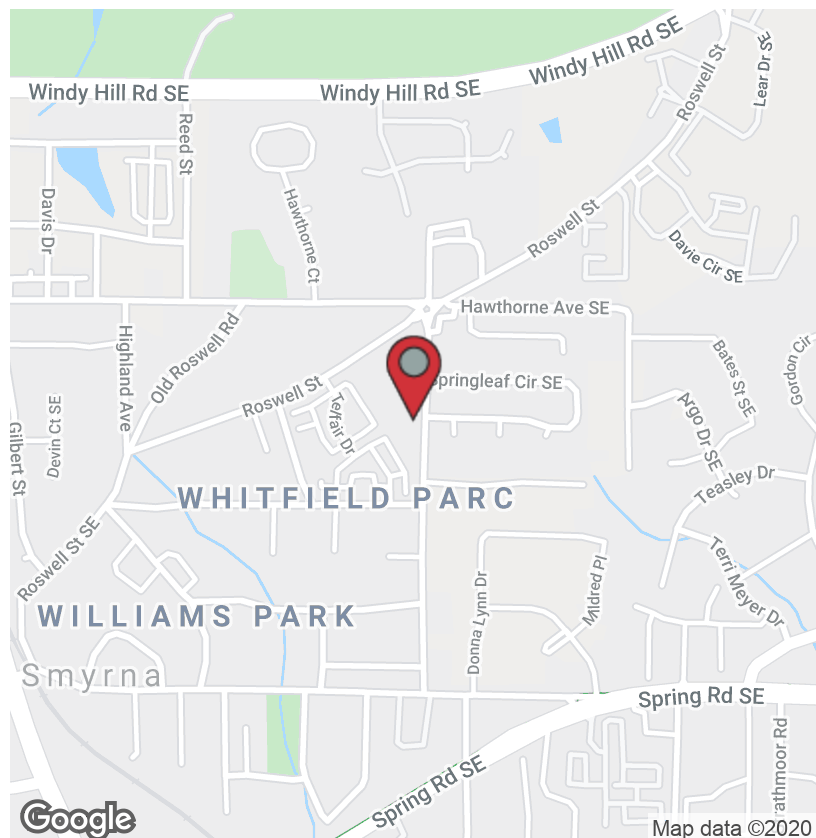 Windy Hill Rd SE
Roswell St
Lear Dr SE
Windy Hill Rd SE
Windy Hill Rd SE
Reed St
Davis Dr
Hawthorne Ct
Roswell St
Davie Cir SE
Hawthorne Ave SE
Highland Ave
Old Roswell Rd
Bates St SE
Gordon Cir
Springleaf Cir SE
Roswell St
Telfair Dr
Devin Ct SE
Gilbert St
Argo Dr SE
Teasley Dr
WHITFIELD PARC
Roswell St SE
Terri Meyer Dr
Donna Lynn Dr
Mildred Pl
WILLIAMS PARK
Smyrna
Spring Rd SE
Spring Rd SE
rathmoor Rd
Google
Map data ©2020